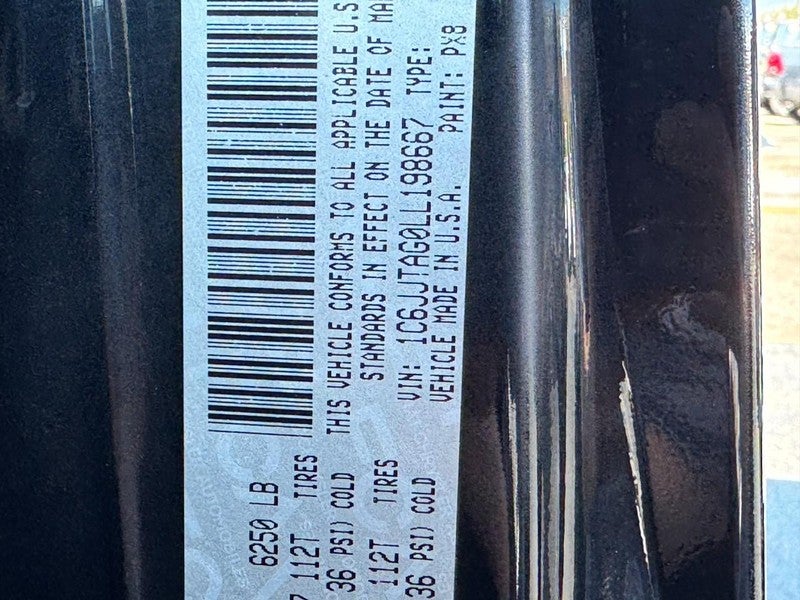 6250 LB
112T TIRES
36 PSI) COLD
112T TIRES
36 PSI) COLD
THIS VEHICLE CONFORMS TO ALL APPLICABLE U.S
STANDARDS IN EFFECT ON THE DATE OF
VIN: 1C6JJTAG0LL198667 TYPE:
VEHICLE MADE IN U.S.A. PAINT: PX8